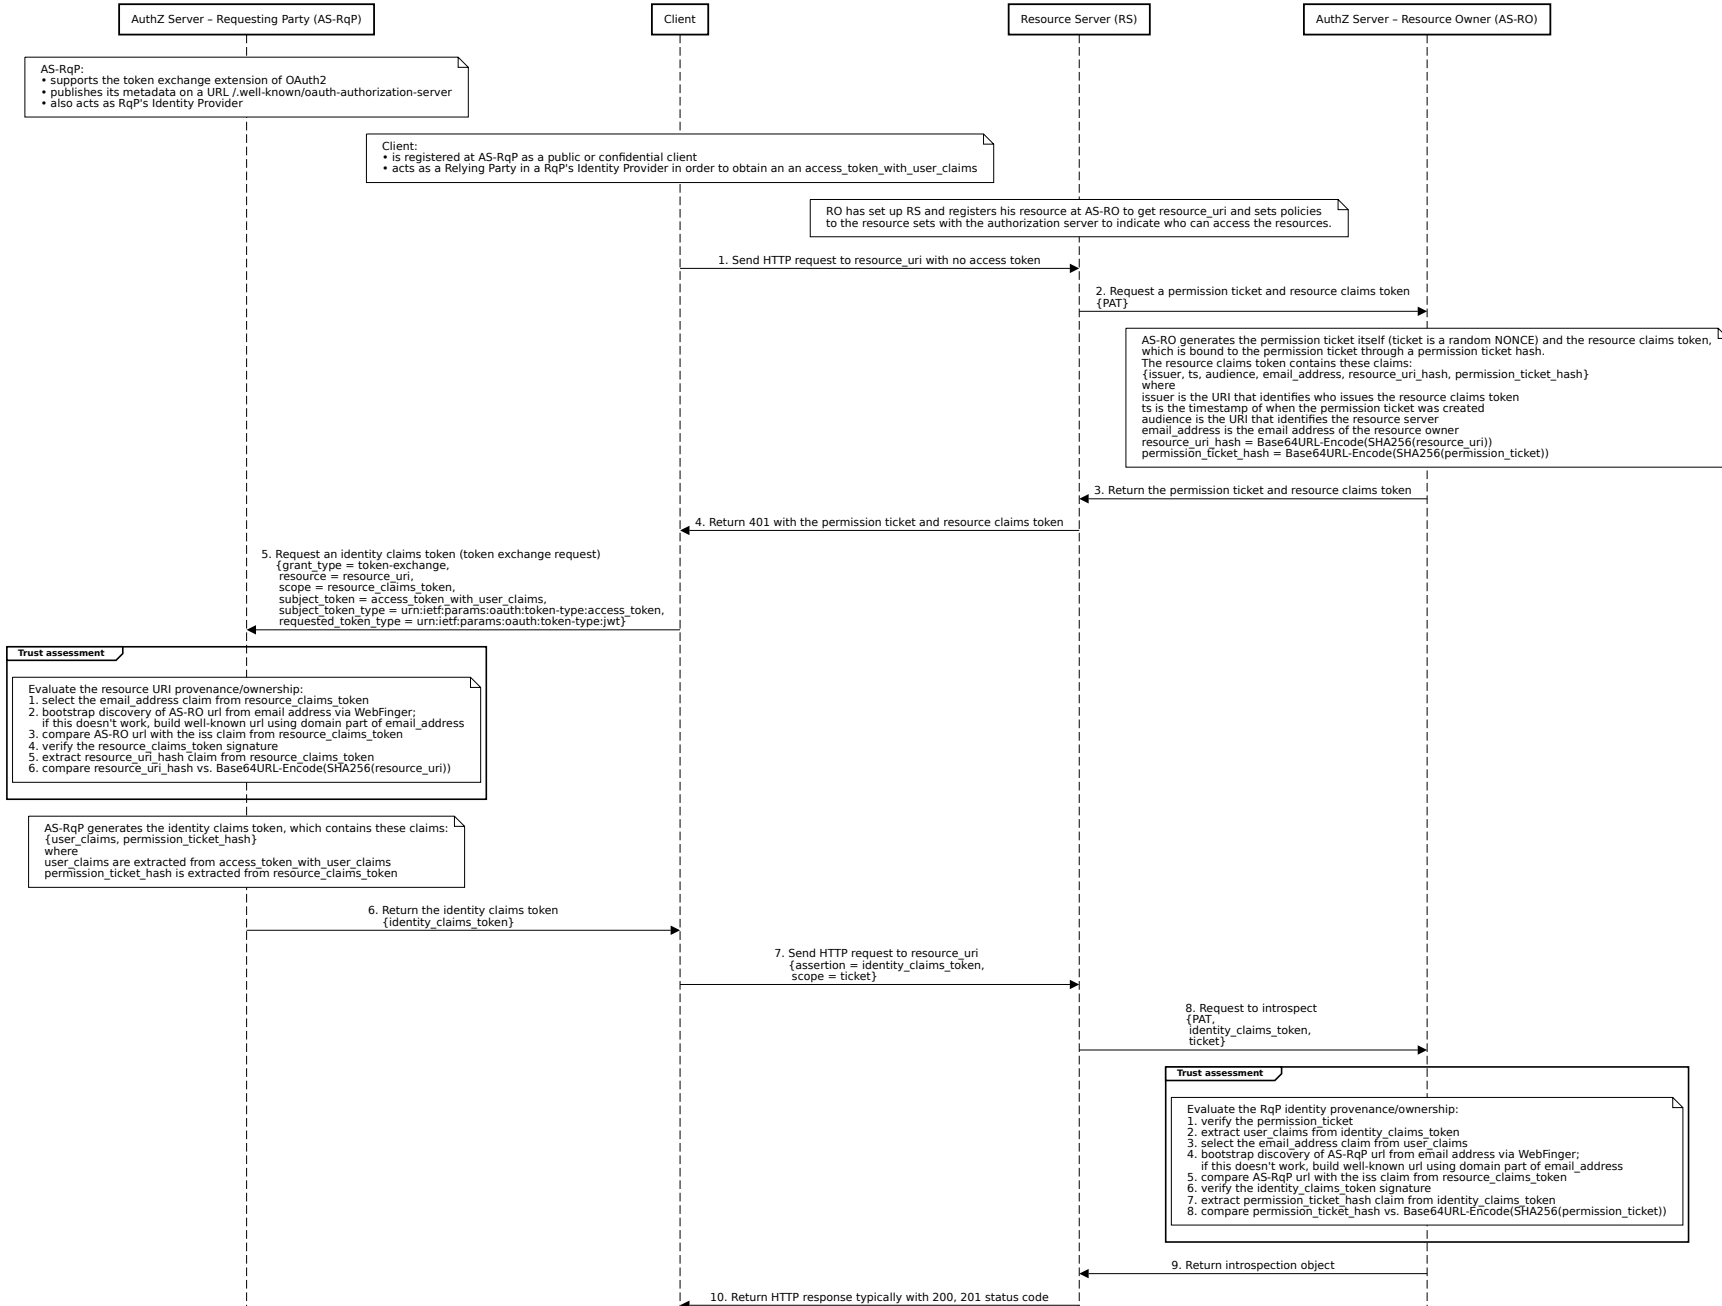 AuthZ Server – Requesting Party (AS-RqP)
Client
Resource Server (RS)
AuthZ Server – Resource Owner (AS-RO)
AS-RqP:
• supports the token exchange extension of OAuth2
• publishes its metadata on a URL /.well-known/oauth-authorization-server
• also acts as RqP's Identity Provider
Client:
• is registered at AS-RqP as a public or confidential client
• acts as a Relying Party in a RqP's Identity Provider in order to obtain an an access_token_with_user_claims
RO has set up RS and registers his resource at AS-RO to get resource_uri and sets policies
to the resource sets with the authorization server to indicate who can access the resources.
1. Send HTTP request to resource_uri with no access token
2. Request a permission ticket and resource claims token
{PAT}
AS-RO generates the permission ticket itself (ticket is a random NONCE) and the resource claims token,
which is bound to the permission ticket through a permission ticket hash.
The resource claims token contains these claims:
{issuer, ts, audience, email_address, resource_uri_hash, permission_ticket_hash}
where
issuer is the URI that identifies who issues the resource claims token
ts is the timestamp of when the permission ticket was created
audience is the URI that identifies the resource server
email_address is the email address of the resource owner
resource_uri_hash = Base64URL-Encode(SHA256(resource_uri))
permission_ticket_hash = Base64URL-Encode(SHA256(permission_ticket))
3. Return the permission ticket and resource claims token
4. Return 401 with the permission ticket and resource claims token
5. Request an identity claims token (token exchange request)
{grant_type = token-exchange,
resource = resource_uri,
scope = resource_claims_token,
subject_token = access_token_with_user_claims,
subject_token_type = urn:ietf:params:oauth:token-type:access_token,
requested_token_type = urn:ietf:params:oauth:token-type:jwt}
Trust assessment
Evaluate the resource URI provenance/ownership:
1. select the email_address claim from resource_claims_token
2. bootstrap discovery of AS-RO url from email address via WebFinger;
if this doesn't work, build well-known url using domain part of email_address
3. compare AS-RO url with the iss claim from resource_claims_token
4. verify the resource_claims_token signature
5. extract resource_uri_hash claim from resource_claims_token
6. compare resource_uri_hash vs. Base64URL-Encode(SHA256(resource_uri))
AS-RqP generates the identity claims token, which contains these claims:
{user_claims, permission_ticket_hash}
where
user_claims are extracted from access_token_with_user_claims
permission_ticket_hash is extracted from resource_claims_token
6. Return the identity claims token
{identity_claims_token}
7. Send HTTP request to resource_uri
{assertion = identity_claims_token,
scope = ticket}
8. Request to introspect
{PAT,
identity_claims_token,
ticket}
Trust assessment
Evaluate the RqP identity provenance/ownership:
1. verify the permission_ticket
2. extract user_claims from identity_claims_token
3. select the email_address claim from user_claims
4. bootstrap discovery of AS-RqP url from email address via WebFinger;
if this doesn't work, build well-known url using domain part of email_address
5. compare AS-RqP url with the iss claim from resource_claims_token
6. verify the identity_claims_token signature
7. extract permission_ticket_hash claim from identity_claims_token
8. compare permission_ticket_hash vs. Base64URL-Encode(SHA256(permission_ticket))
9. Return introspection object
10. Return HTTP response typically with 200, 201 status code